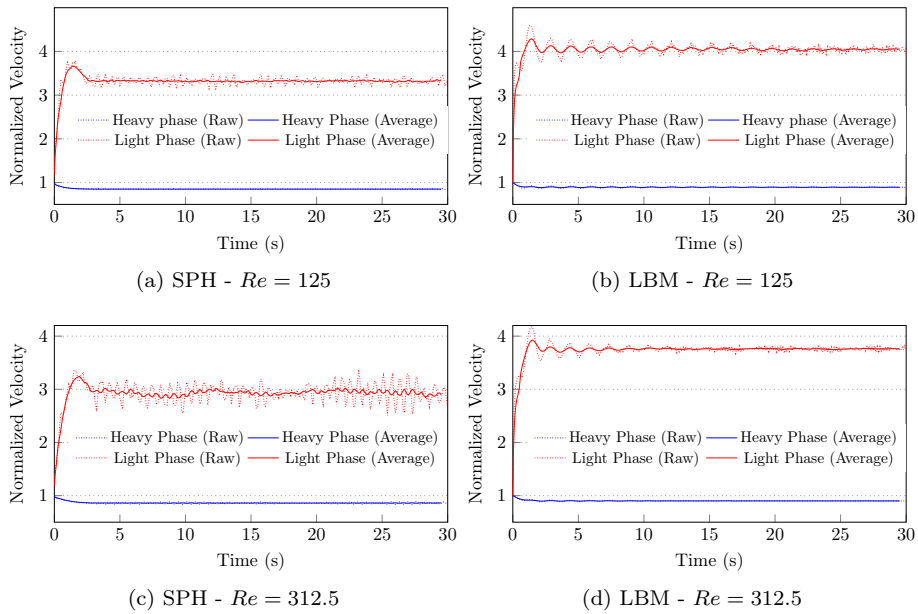 Normalized Velocity
4
3
2
1
Heavy phase (Raw) Heavy Phase (Average)
Light Phase (Raw) Light Phase (Average)
0 5 10 15 20 25 30
Time (s)
(a) SPH - Re = 125
Normalized Velocity
4
3
2
1
Heavy phase (Raw) Heavy phase (Average)
Light Phase (Raw) Light Phase (Average)
0 5 10 15 20 25 30
Time (s)
(b) LBM - Re = 125
Normalized Velocity
4
3
2
1
Heavy Phase (Raw) Heavy Phase (Average)
Light Phase (Raw) Light Phase (Average)
0 5 10 15 20 25 30
Time (s)
(c) SPH - Re = 312.5
Normalized Velocity
4
3
2
1
Heavy Phase (Raw) Heavy Phase (Average)
Light Phase (Raw) Light Phase (Average)
0 5 10 15 20 25 30
Time (s)
(d) LBM - Re = 312.5